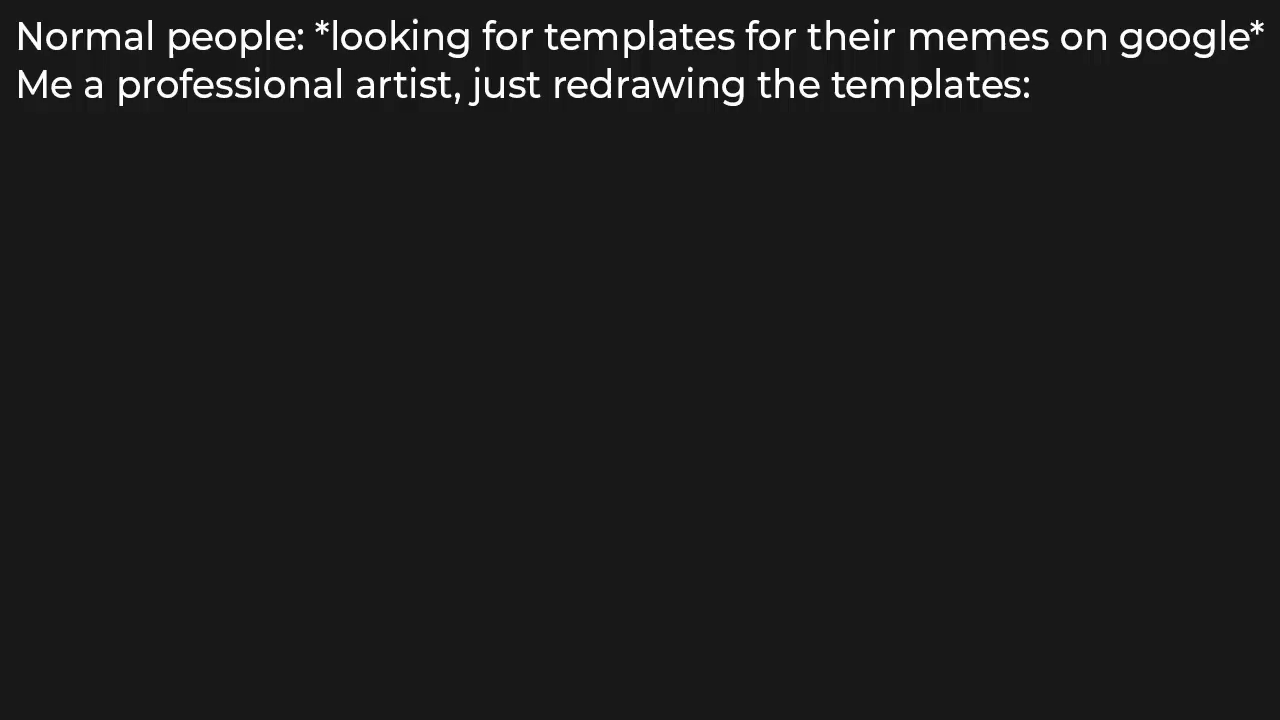 Normal people: *looking for templates for their memes on google*
Me a professional artist, just redrawing the templates: